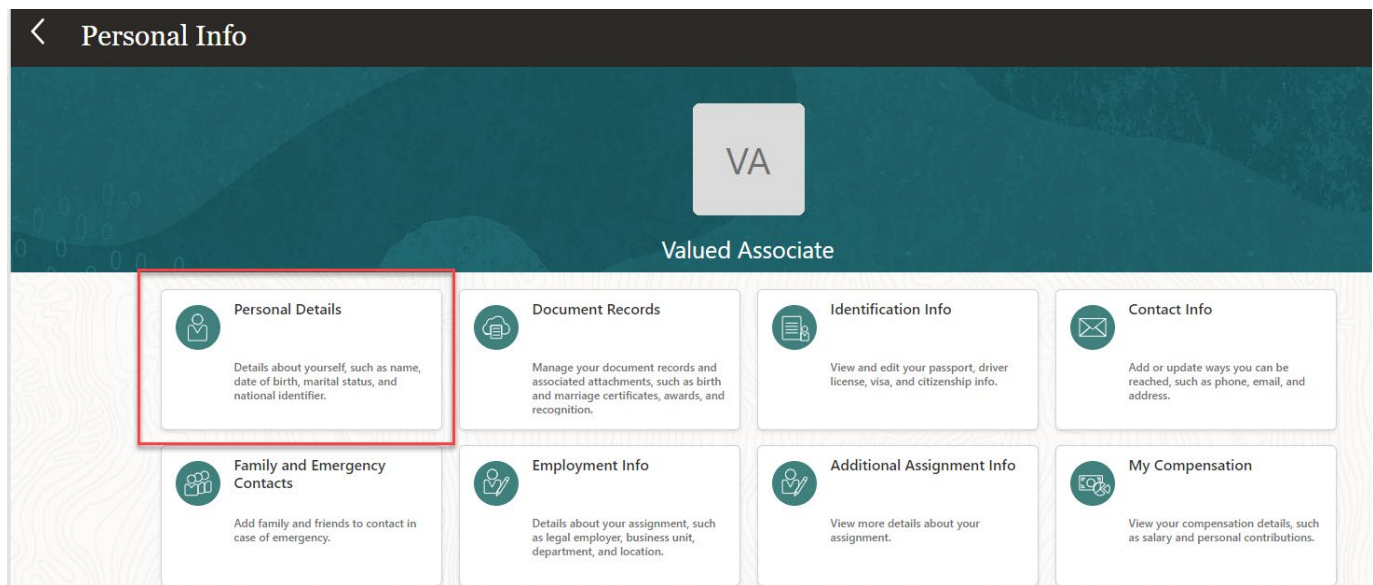 Personal Info
VA
Valued Associate
Personal Details
Details about yourself, such as name,
date of birth, marital status, and
national identifier.
Document Records
Manage your document records and
associated attachments, such as birth
and marriage certificates, awards, and
recognition.
Identification Info
View and edit your passport, driver
license, visa, and citizenship info.
Contact Info
Add or update ways you can be
reached, such as phone, email, and
address.
Family and Emergency
Contacts
Add family and friends to contact in
case of emergency.
Employment Info
Details about your assignment, such
as legal employer, business unit,
department, and location.
Additional Assignment Info
View more details about your
assignment.
My Compensation
View your compensation details, such
as salary and personal contributions.